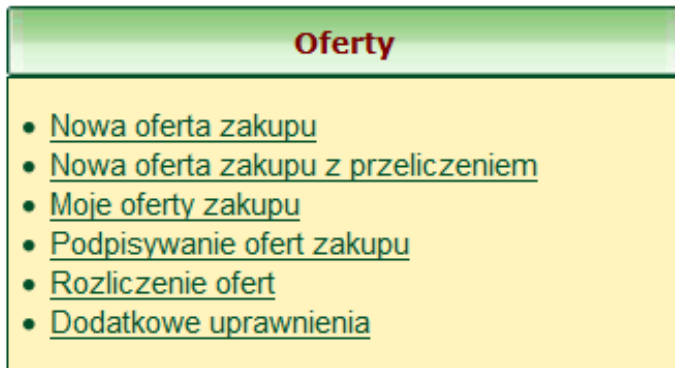 Oferty
Nowa oferta zakupu
Nowa oferta zakupu z przeliczeniem
Moje oferty zakupu
Podpisywanie ofert zakupu
Rozliczenie ofert
Dodatkowe uprawnienia